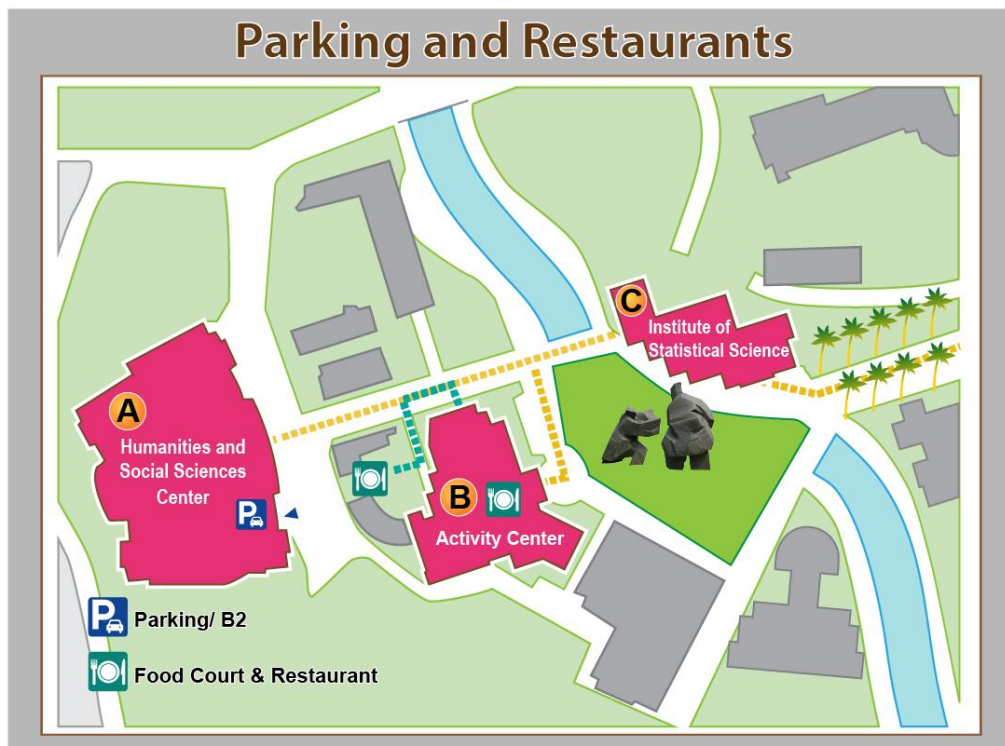 Parking and Restaurants
C
Institute of
Statistical Science
A
Humanities and
Social Sciences
Center
P
B
Activity Center
P
Parking/ B2
Food Court & Restaurant